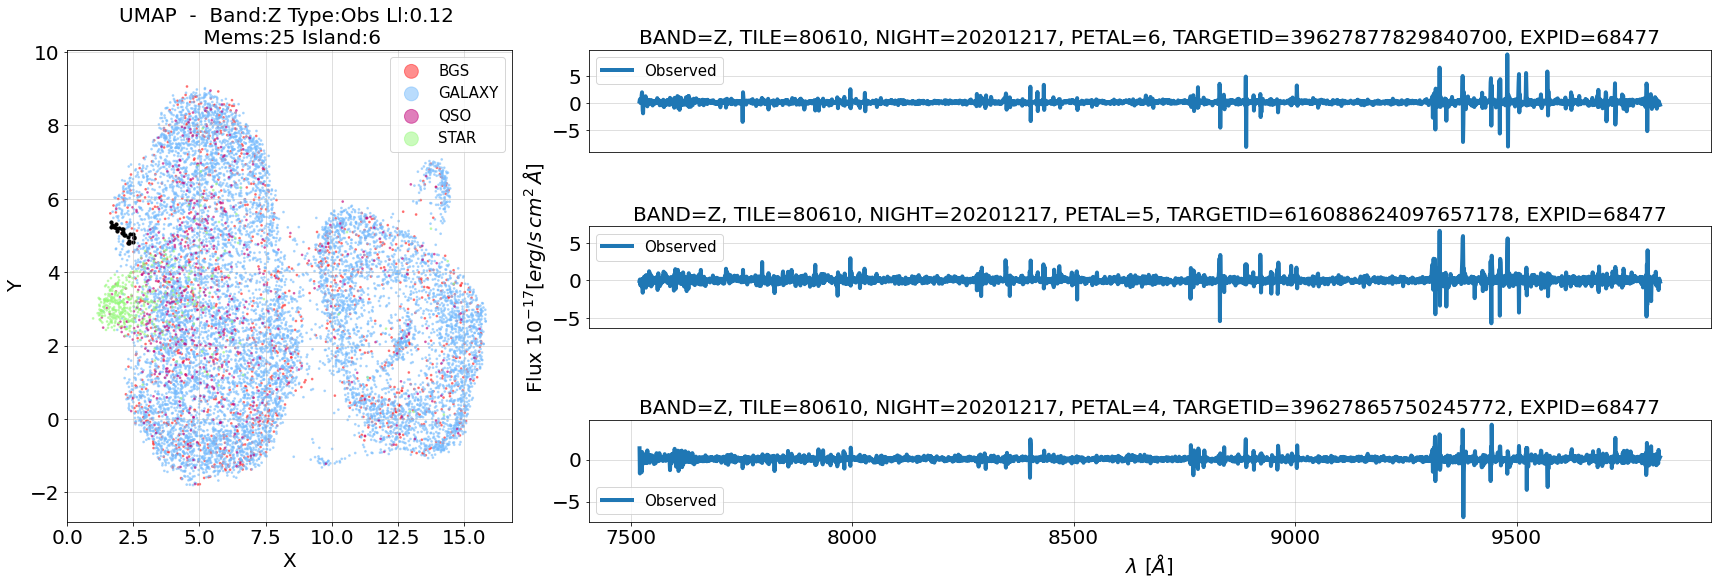 UMAP - Band:Z Type:Obs Ll:0.12
Mems:25 Island:6
10
8
6
4
2
0
−2
Y
0.0 2.5 5.0 7.5 10.0 12.5 15.0
X
BGS
GALAXY
QSO
STAR
Flux 10^{-17}[erg/s cm^2 Å]
BAND=Z, TILE=80610, NIGHT=20201217, PETAL=6, TARGETID=39627877829840700, EXPID=68477
Observed
5
0
−5
BAND=Z, TILE=80610, NIGHT=20201217, PETAL=5, TARGETID=616088624097657178, EXPID=68477
Observed
5
0
−5
BAND=Z, TILE=80610, NIGHT=20201217, PETAL=4, TARGETID=39627865750245772, EXPID=68477
Observed
0
−5
7500 8000 8500 9000 9500
λ [Å]